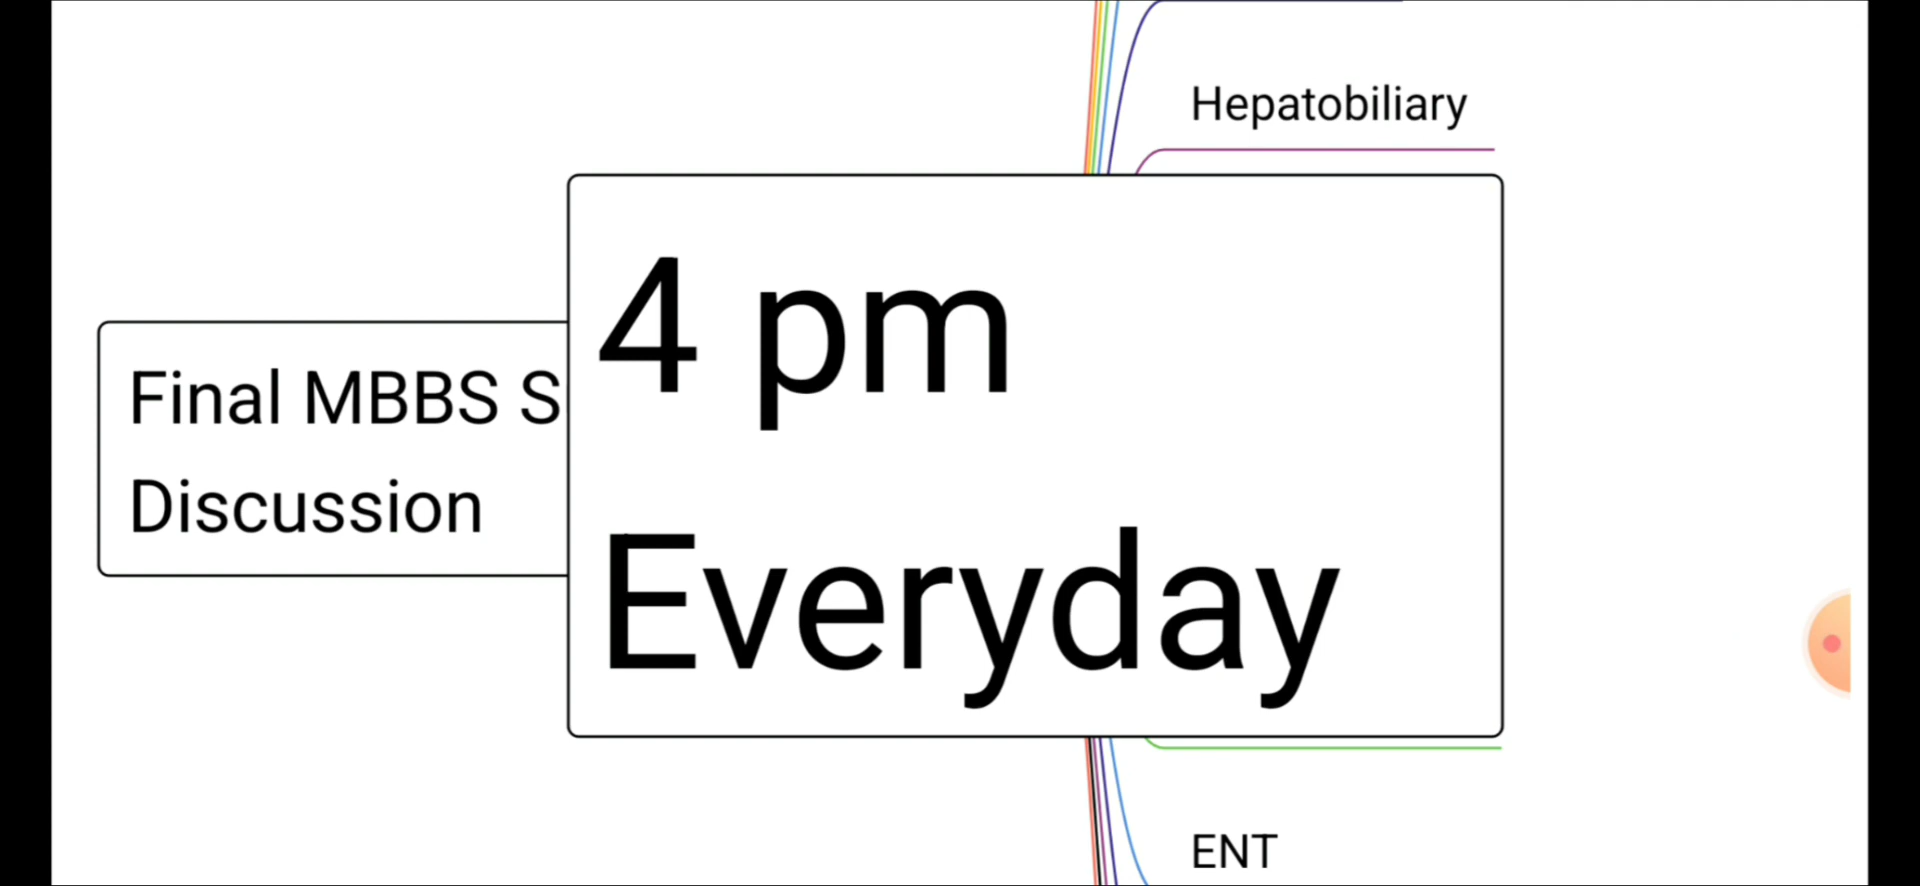 Hepatobiliary
4 pm
Everyday
Final MBBS S
Discussion
ENT